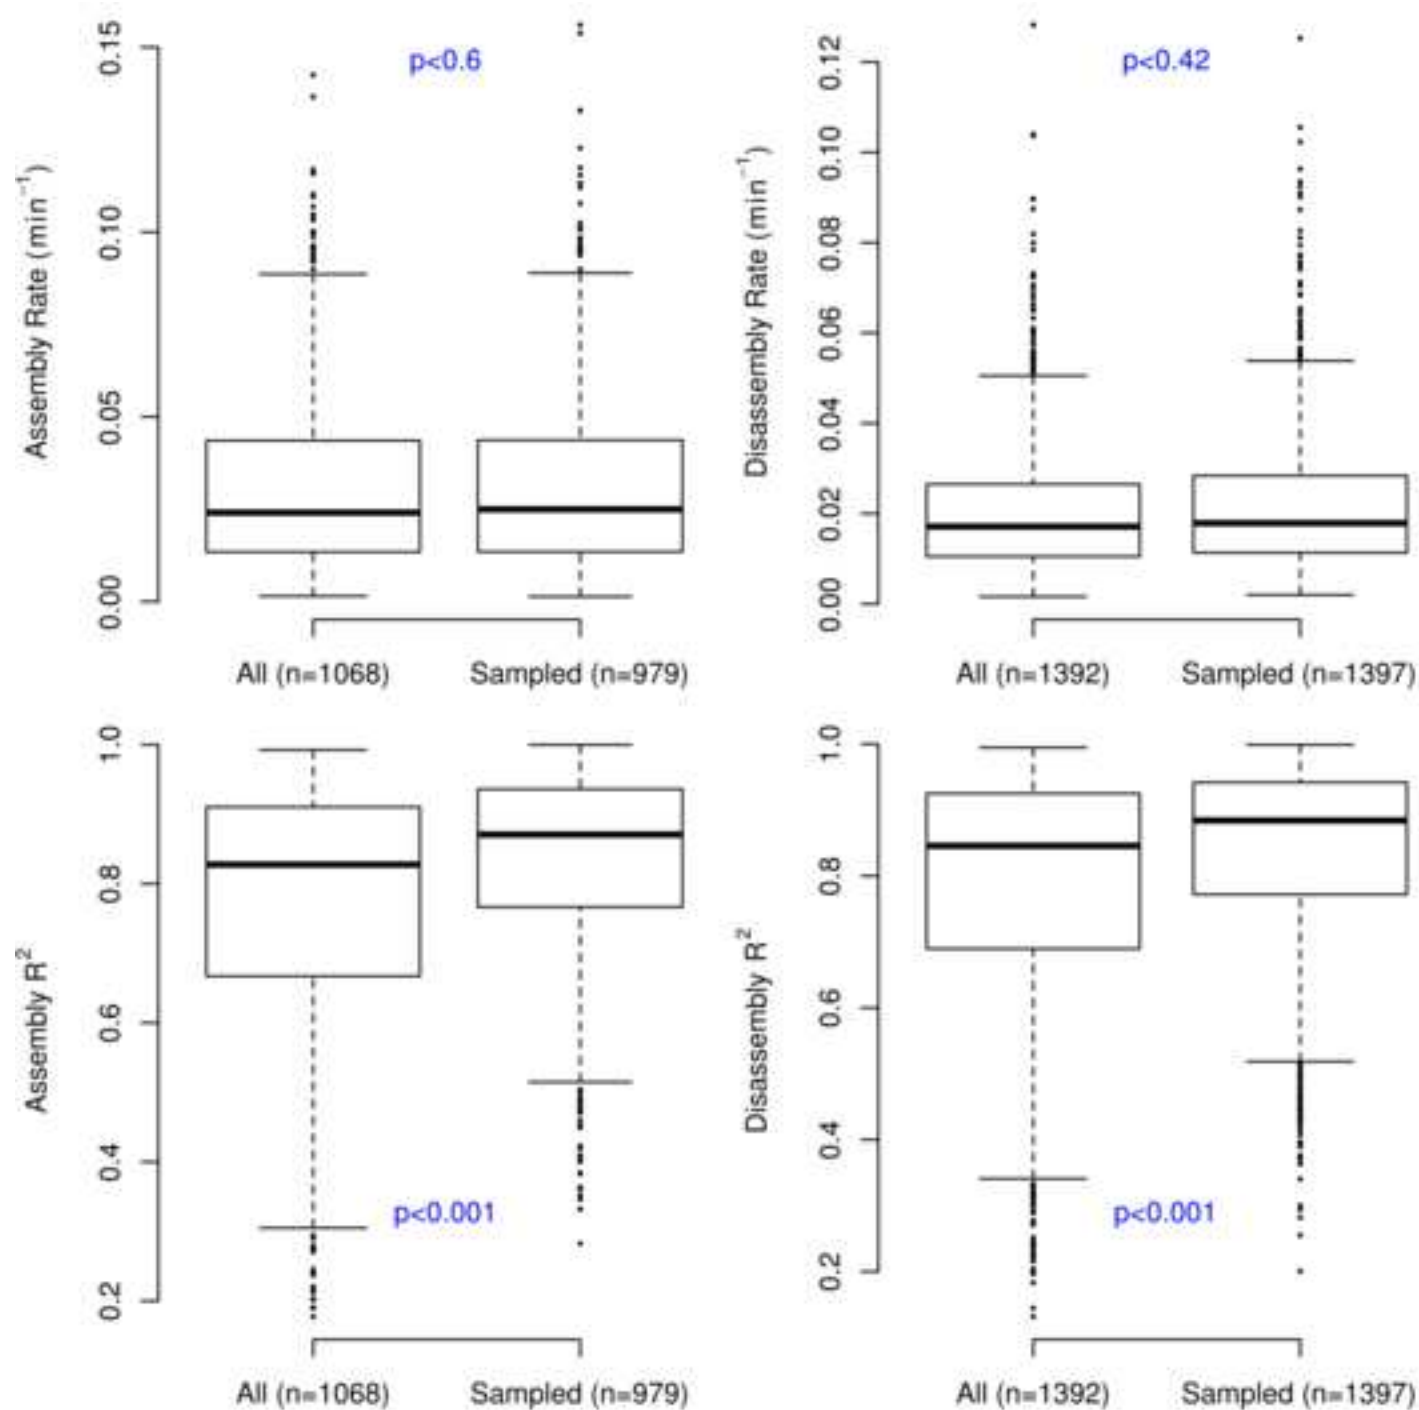 Assembly Rate (min⁻¹)
0.15
0.10
0.05
0.00
p<0.6
All (n=1068)
Sampled (n=979)
Disassembly Rate (min⁻¹)
0.12
0.10
0.08
0.06
0.04
0.02
0.00
p<0.42
All (n=1392)
Sampled (n=1397)
Assembly R²
1.0
0.8
0.6
0.4
0.2
p<0.001
All (n=1068)
Sampled (n=979)
Disassembly R²
1.0
0.8
0.6
0.4
0.2
p<0.001
All (n=1392)
Sampled (n=1397)